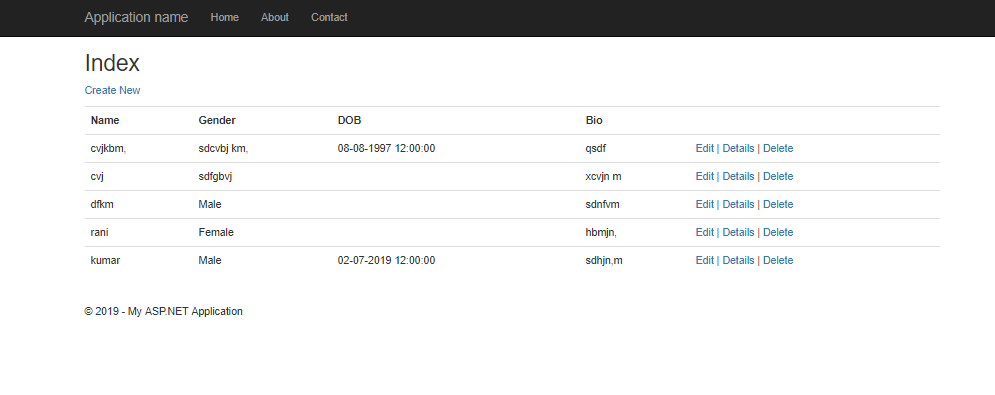 Application name Home About Contact
Index
Create New
Name Gender DOB Bio
cvjkbm, sdcvbj km, 08-08-1997 12:00:00 qsdf Edit | Details | Delete
cvj sdfgbvj xcvjn m Edit | Details | Delete
dfkm Male sdnfvm Edit | Details | Delete
rani Female hbmjn, Edit | Details | Delete
kumar Male 02-07-2019 12:00:00 sdhjn,m Edit | Details | Delete
© 2019 - My ASP.NET Application